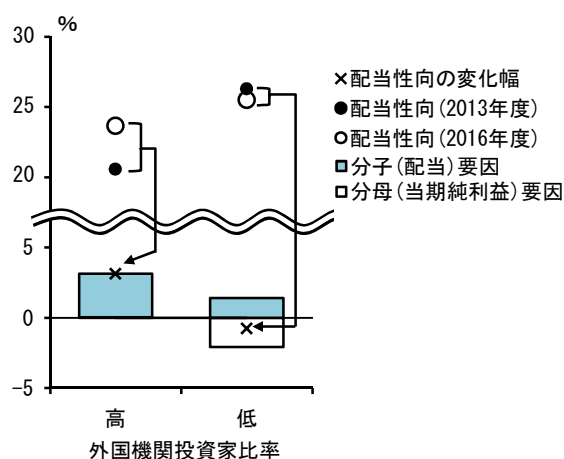 %
30
25
20
5
0
−5
高
低
外国機関投資家比率
×配当性向の変化幅
●配当性向(2013年度)
○配当性向(2016年度)
分子(配当)要因
分母(当期純利益)要因